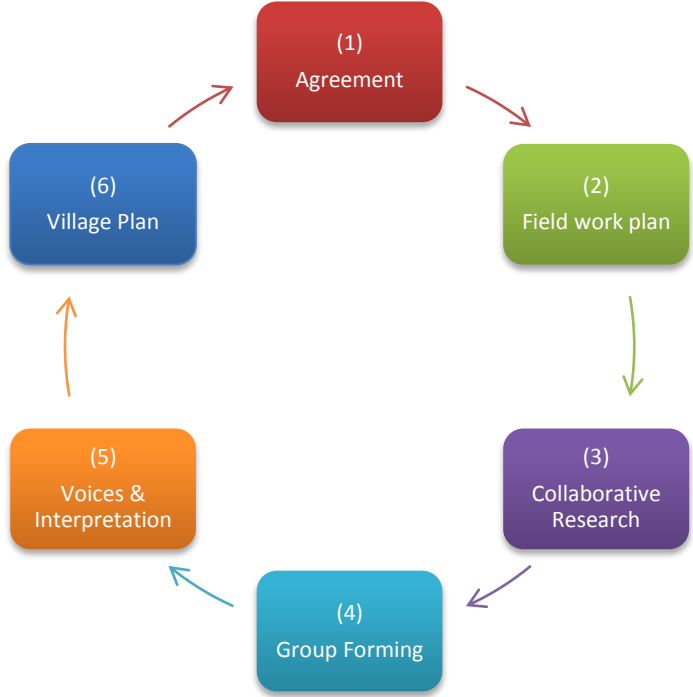 (1)
Agreement
(2)
Field work plan
(3)
Collaborative
Research
(4)
Group Forming
(5)
Voices &
Interpretation
(6)
Village Plan